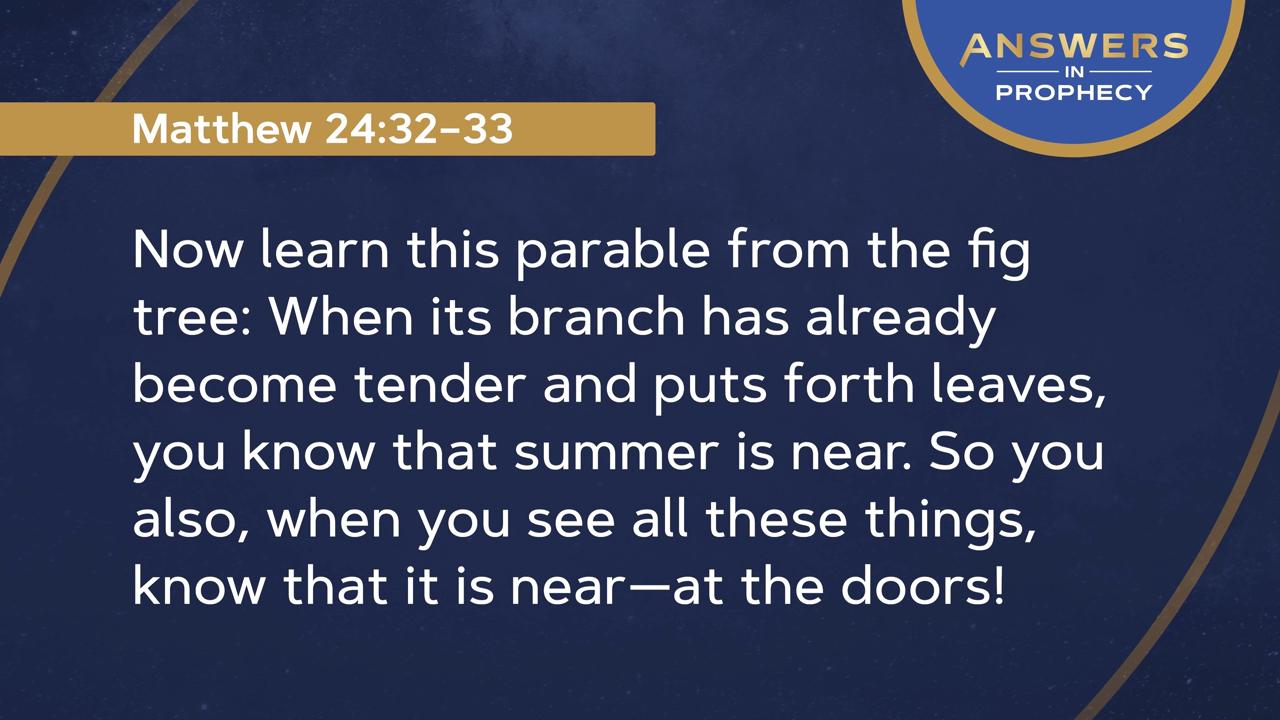 ANSWERS
IN
PROPHECY
Matthew 24:32–33
Now learn this parable from the fig
tree: When its branch has already
become tender and puts forth leaves,
you know that summer is near. So you
also, when you see all these things,
know that it is near—at the doors!